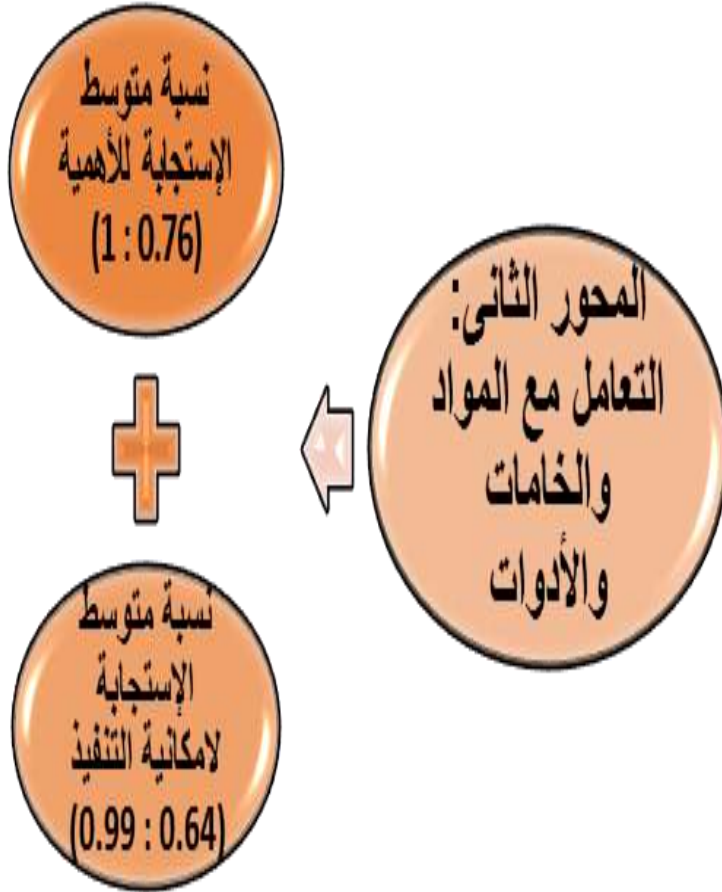 المحور الثانى:
التعامل مع المواد
والخامات
والأدوات
نسبة متوسط
الإستجابة للأهمية
(0.76 : 1)
نسبة متوسط
الإستجابة
لامكانية التنفيذ
(0.64 : 0.99)